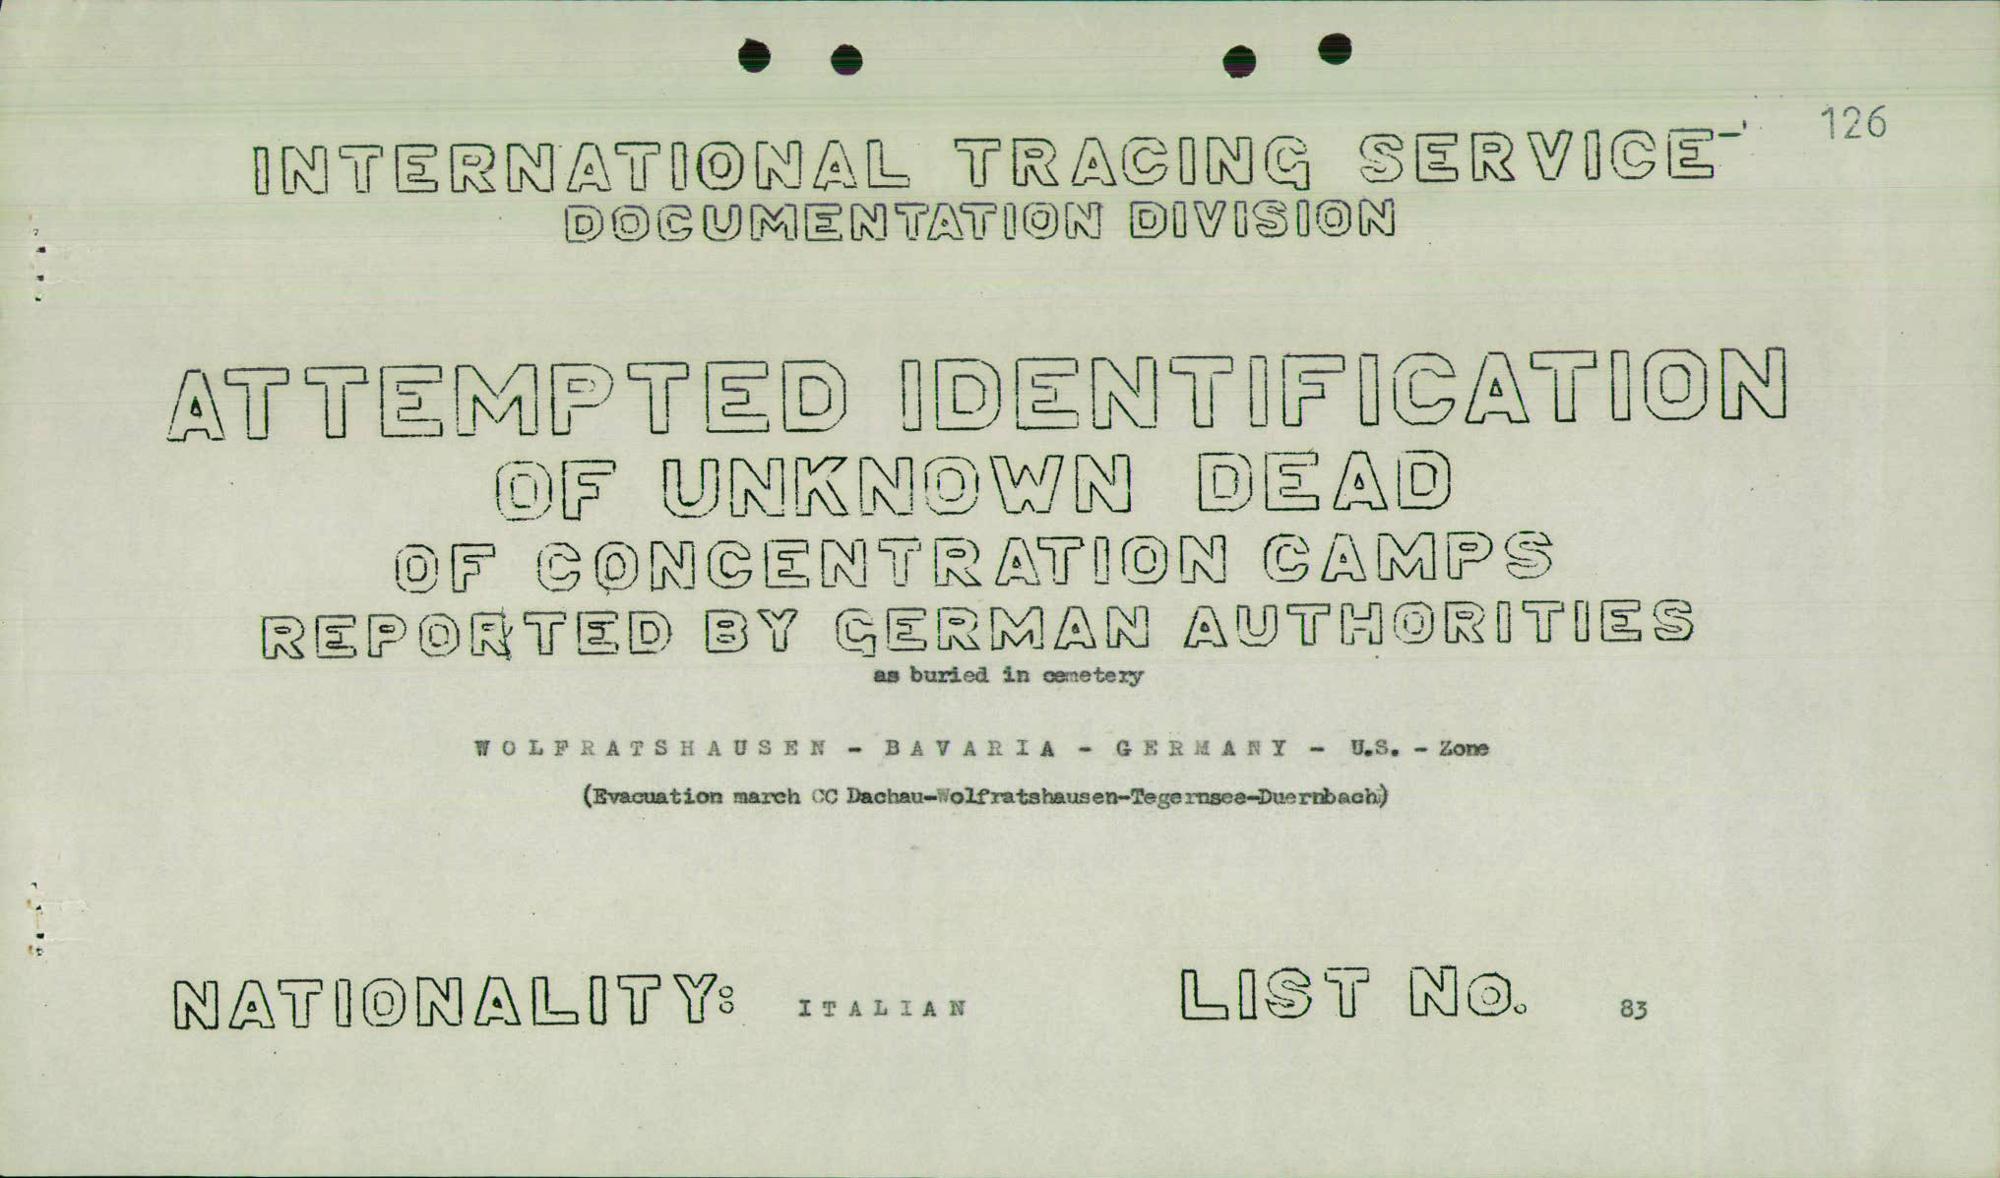 126
INTERNATIONAL TRACING SERVICE
DOCUMENTATION DIVISION
ATTEMPTED IDENTIFICATION
OF UNKNOWN DEAD
OF CONCENTRATION CAMPS
REPORTED BY GERMAN AUTHORITIES
as buried in cemetery
WOLFRATSHAUSEN - BAVARIA - GERMANY - U.S. - Zone
(Evacuation march CC Dachau-Wolfratshausen-Tegernsee-Duernbach)
NATIONALITY: ITALIAN LIST No. 83